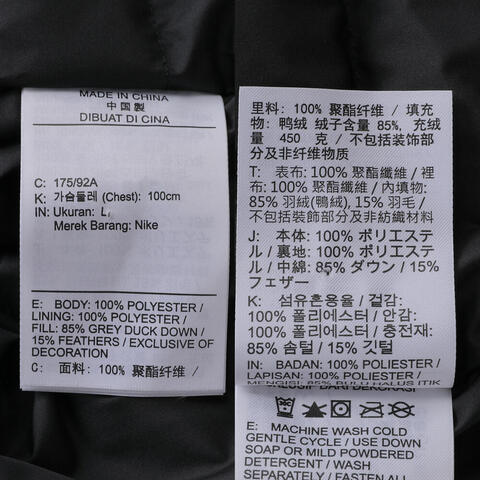 MADE IN CHINA
中国製
DIBUAT DI CINA
C: 175/92A
K: 가슴둘레 (Chest): 100cm
IN: Ukuran: L,
Merek Barang: Nike
E: BODY: 100% POLYESTER /
LINING: 100% POLYESTER /
FILL: 85% GREY DUCK DOWN /
15% FEATHERS / EXCLUSIVE OF
DECORATION
C: 面料: 100% 聚酯纤维 /
里料: 100% 聚酯纤维 / 填充
物: 鸭绒 绒子含量 85%, 充绒
量 450 克 / 不包括装饰部
分及非纤维物质
T: 表布: 100% 聚酯纖維 / 裡
布: 100% 聚酯纖維 / 內填物:
85% 羽絨(鴨絨), 15% 羽毛 /
不包括裝飾部分及非紡織材料
J: 本体: 100% ポリエステ
ル / 裏地: 100% ポリエステ
ル / 中綿: 85% ダウン / 15%
フェザー
K: 섬유혼용율 / 겉감:
100% 폴리에스터 / 안감:
100% 폴리에스터 / 충전재:
85% 솜털 / 15% 깃털
IN: BADAN: 100% POLIESTER /
LAPISAN: 100% POLIESTER /
MENGISI: 85% BULU HALUS ITIK
E: MACHINE WASH COLD
GENTLE CYCLE / USE DOWN
SOAP OR MILD POWDERED
DETERGENT / WASH
SEPARATELY / FASTEN ALL